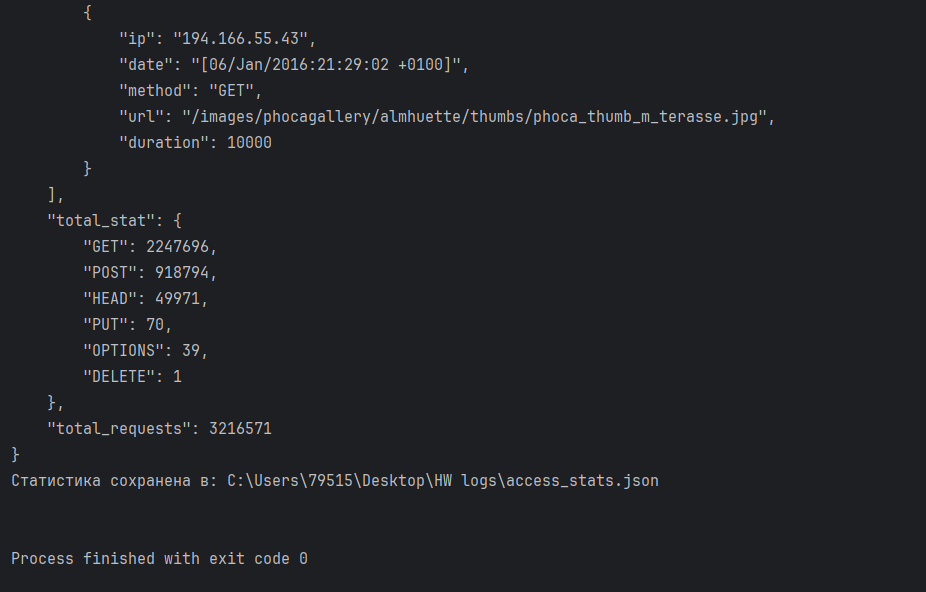 {
"ip": "194.166.55.43",
"date": "[06/Jan/2016:21:29:02 +0100]",
"method": "GET",
"url": "/images/phocagallery/almhuette/thumbs/phoca_thumb_m_terasse.jpg",
"duration": 10000
}
],
"total_stat": {
"GET": 2247696,
"POST": 918794,
"HEAD": 49971,
"PUT": 70,
"OPTIONS": 39,
"DELETE": 1
},
"total_requests": 3216571
}
Статистика сохранена в: C:\Users\79515\Desktop\HW logs\access_stats.json
Process finished with exit code 0